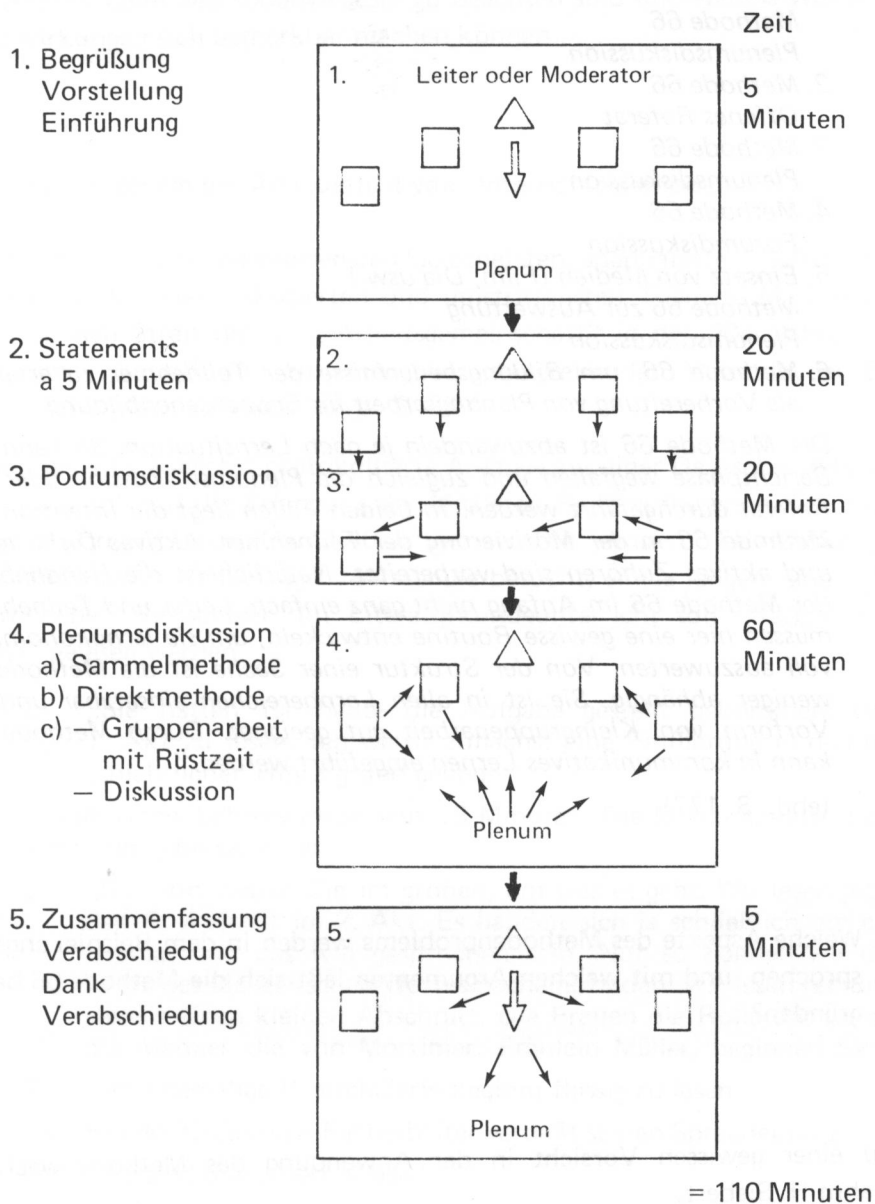 Zeit
1. Begrüßung
Vorstellung
Einführung
1. Leiter oder Moderator
Plenum
5
Minuten
2. Statements
a 5 Minuten
2.
20
Minuten
3. Podiumsdiskussion
3.
20
Minuten
4. Plenumsdiskussion
a) Sammelmethode
b) Direktmethode
c) – Gruppenarbeit
mit Rüstzeit
– Diskussion
4.
Plenum
60
Minuten
5. Zusammenfassung
Verabschiedung
Dank
Verabschiedung
5.
Plenum
5
Minuten
= 110 Minuten